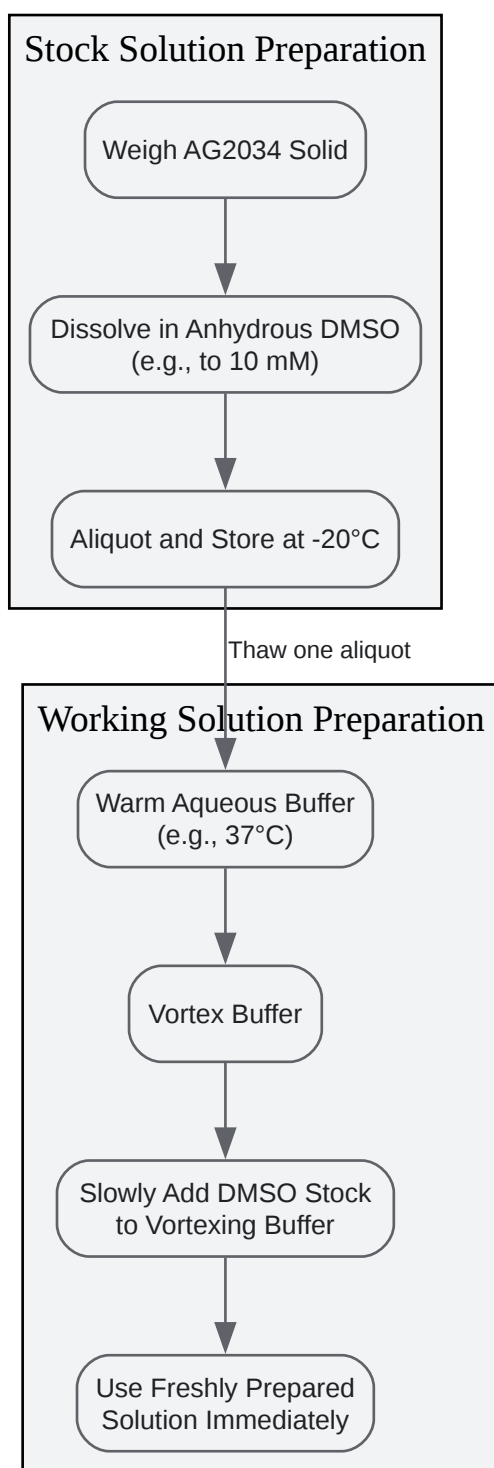 Stock Solution Preparation
Weigh AG2034 Solid
Dissolve in Anhydrous DMSO
(e.g., to 10 mM)
Aliquot and Store at -20°C
Thaw one aliquot
Working Solution Preparation
Warm Aqueous Buffer
(e.g., 37°C)
Vortex Buffer
Slowly Add DMSO Stock
to Vortexing Buffer
Use Freshly Prepared
Solution Immediately